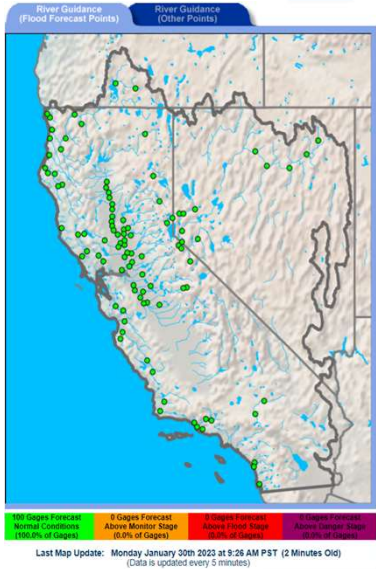 River Guidance
(Flood Forecast Points)
River Guidance
(Other Points)
100 Gages Forecast
Normal Conditions
(100.0% of Gages)
0 Gages Forecast
Above Monitor Stage
(0.0% of Gages)
0 Gages Forecast
Above Flood Stage
(0.0% of Gages)
0 Gages Forecast
Above Danger Stage
(0.0% of Gages)
Last Map Update: Monday January 30th 2023 at 9:26 AM PST (2 Minutes Old)
(Data is updated every 5 minutes)